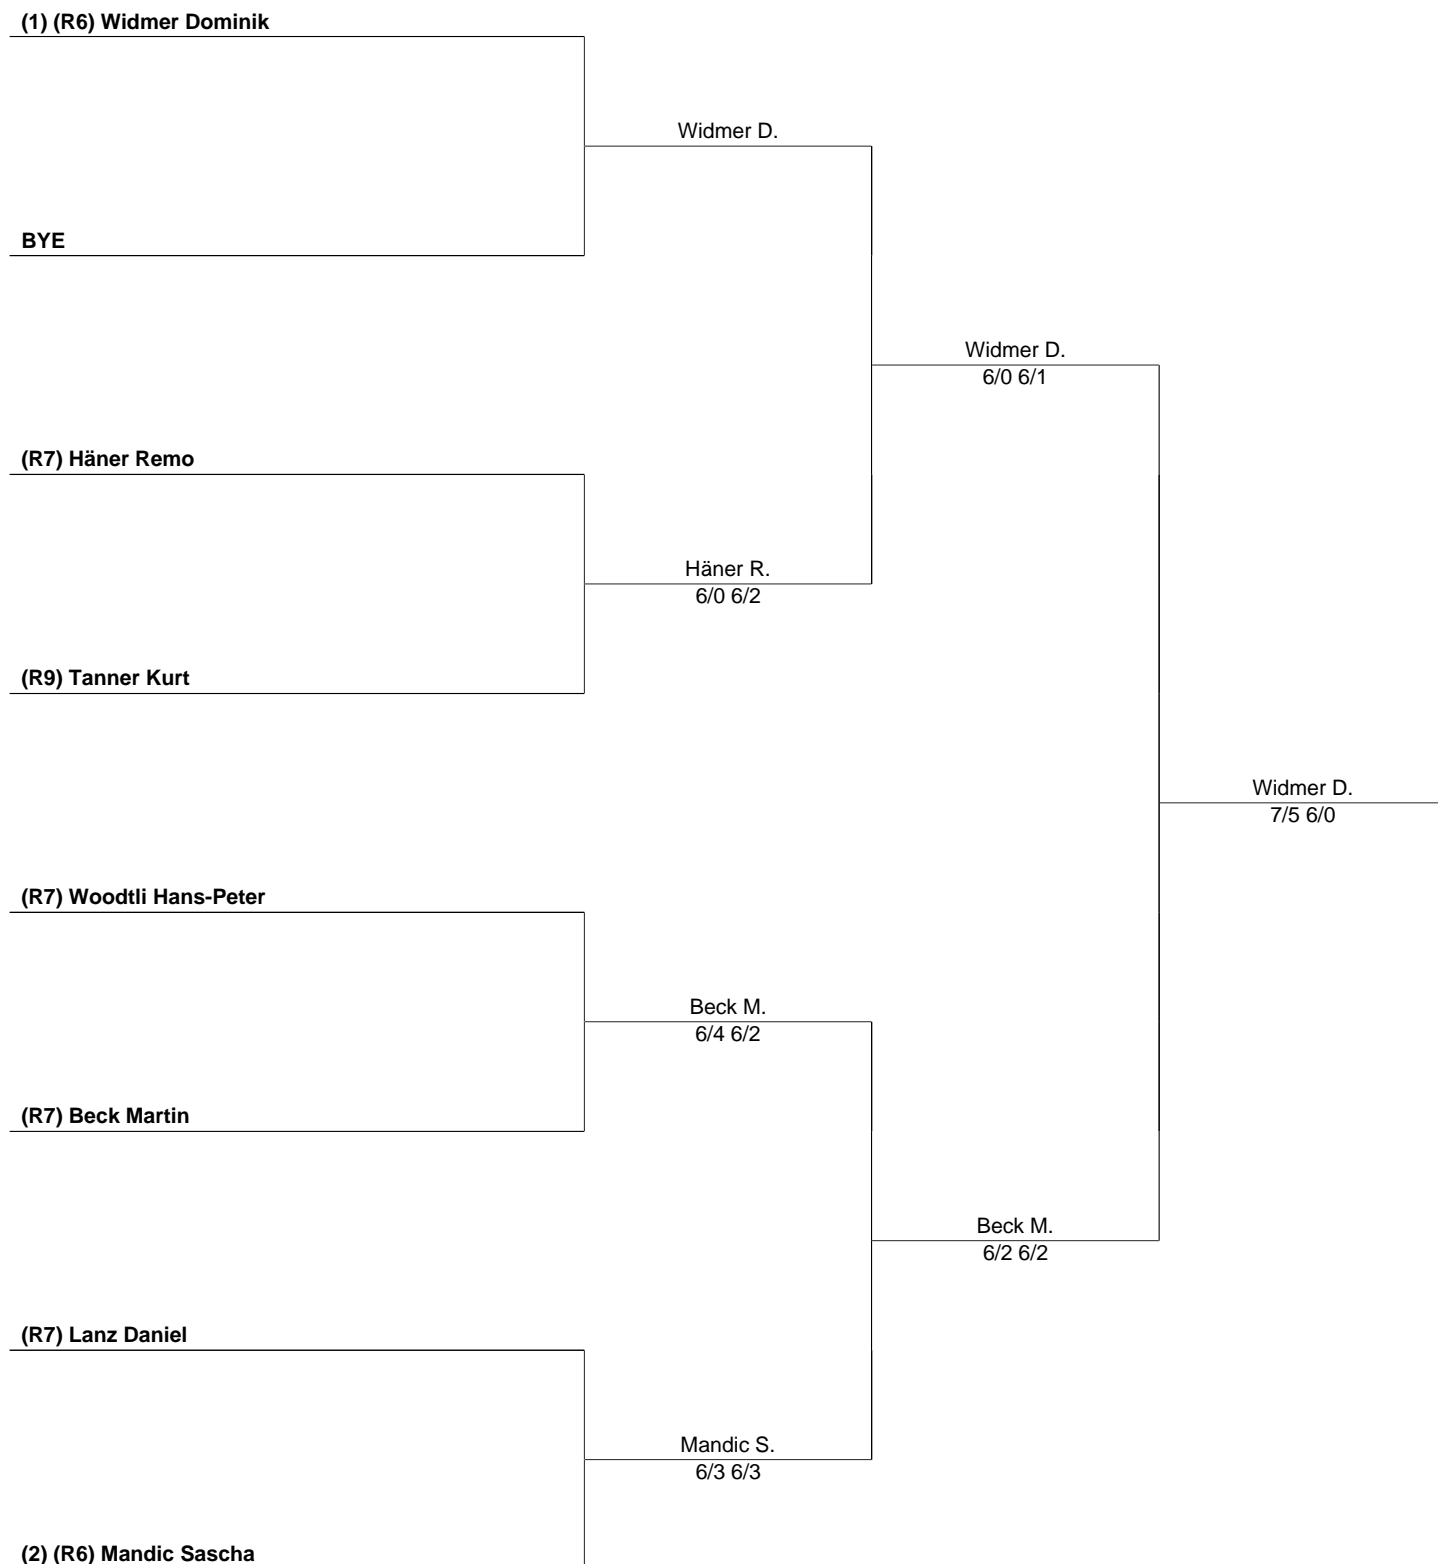 (1) (R6) Widmer Dominik
Widmer D.
BYE
Widmer D.
6/0 6/1
(R7) Häner Remo
Häner R.
6/0 6/2
(R9) Tanner Kurt
Widmer D.
7/5 6/0
(R7) Woodtli Hans-Peter
Beck M.
6/4 6/2
(R7) Beck Martin
Beck M.
6/2 6/2
(R7) Lanz Daniel
Mandic S.
6/3 6/3
(2) (R6) Mandic Sascha